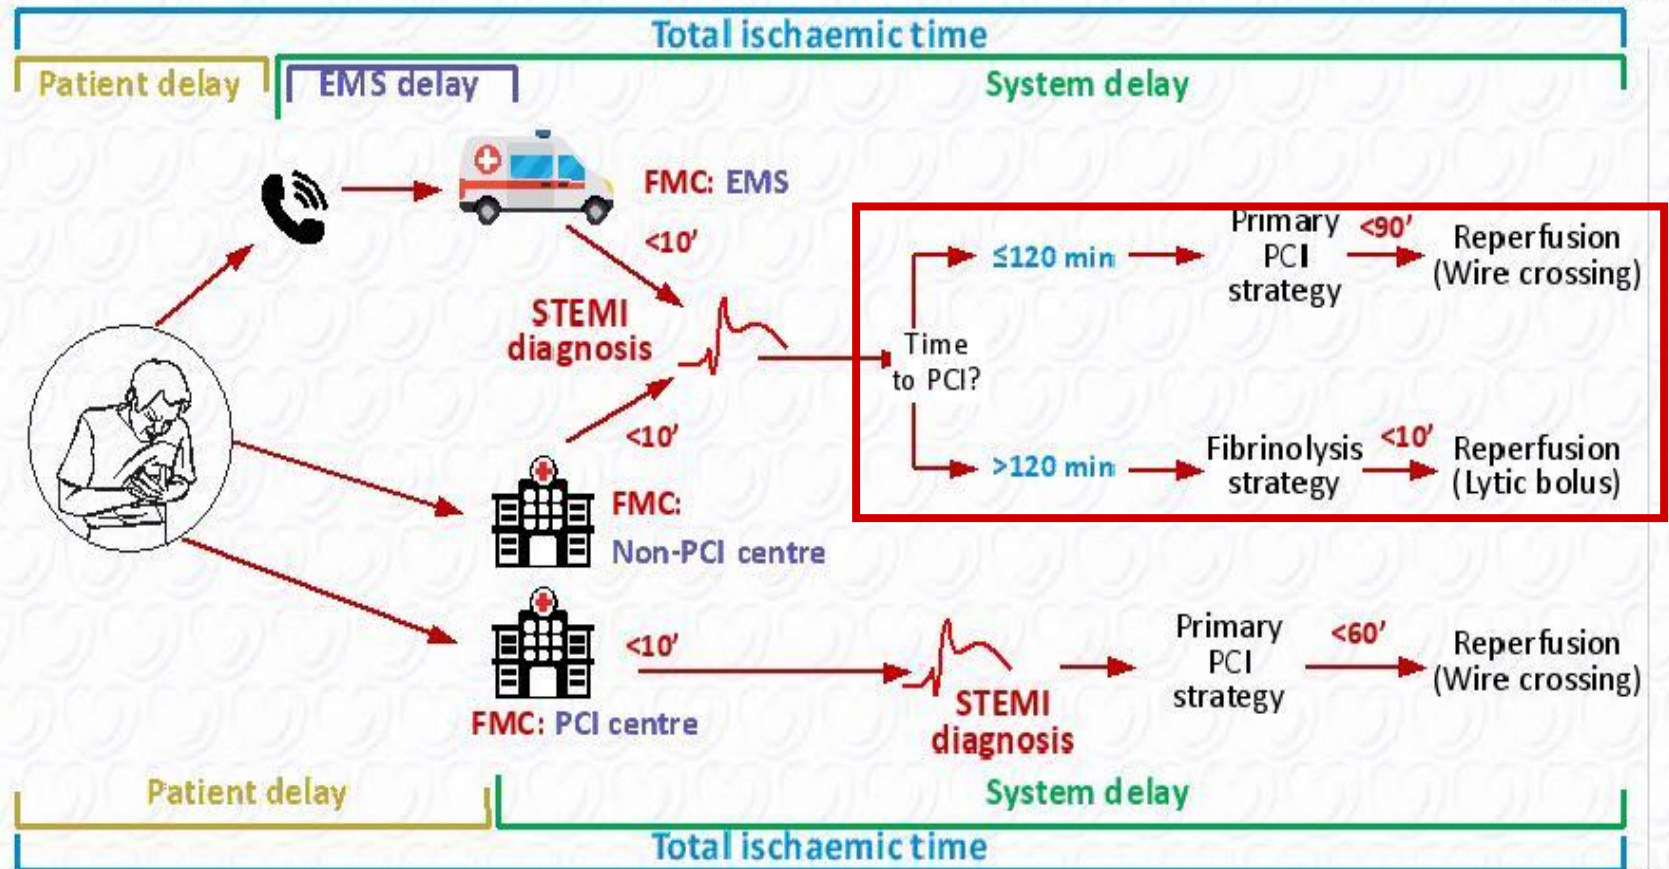 Total ischaemic time
Patient delay
EMS delay
System delay
FMC: EMS
<10’
STEMI
diagnosis
<10’
FMC:
Non-PCI centre
Time
to PCI?
≤120 min
Primary
PCI
strategy
<90’
Reperfusion
(Wire crossing)
>120 min
Fibrinolysis
strategy
<10’
Reperfusion
(Lytic bolus)
<10’
FMC: PCI centre
STEMI
diagnosis
Primary
PCI
strategy
<60’
Reperfusion
(Wire crossing)
Patient delay
System delay
Total ischaemic time